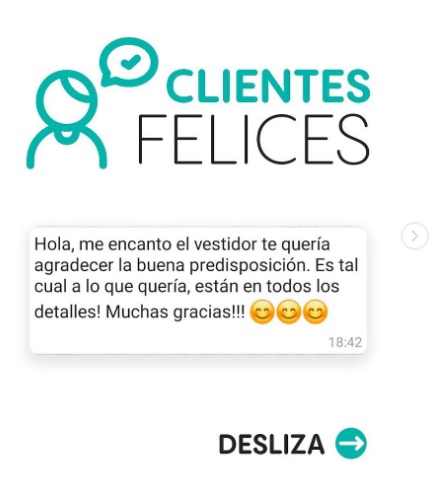 CLIENTES
FELICES
Hola, me encanto el vestidor te quería
agradecer la buena predisposición. Es tal
cual a lo que quería, están en todos los
detalles! Muchas gracias!!! 😊😊😊
18:42
DESLIZA